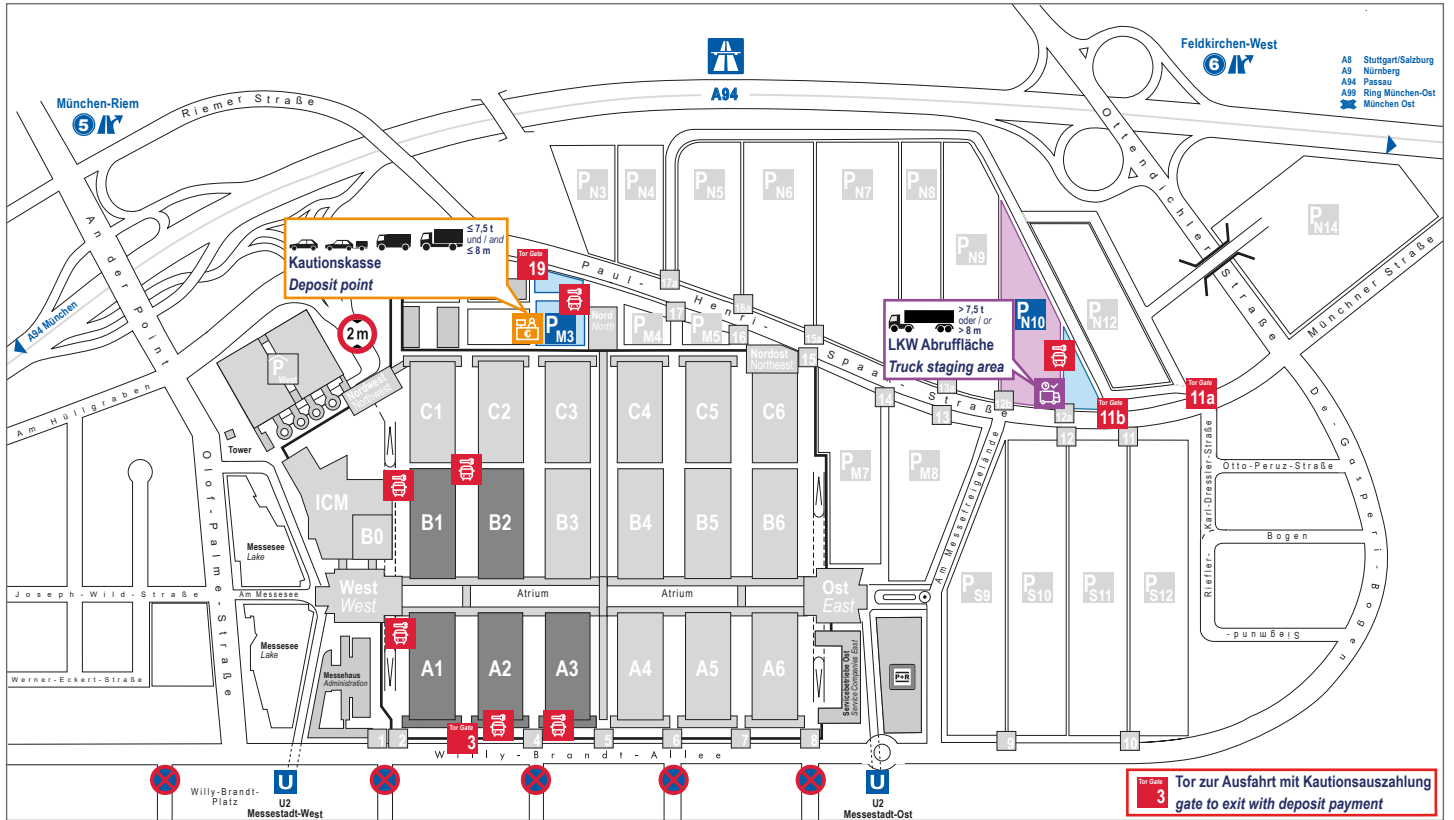 A94
Feldkirchen-West
6
A8 Stuttgart/Salzburg
A9 Nürnberg
A94 Passau
A99 Ring München-Ost
München Ost
München-Riem
5
Riemer Straße
Ottendichler Straße
An der Point
A94 München
P N3
P N4
P N5
P N6
P N7
P N8
P N9
P N10
P N12
P N14
≤ 7,5 t
und / and
≤ 8 m
Kautionskasse
Deposit point
Tor Gate
19
Paul-Henri-Spaak-Straße
Münchner Straße
17a
16a
15a
13a
12b
12a
17
16
15
14
13
12
11
> 7,5 t
oder / or
> 8 m
LKW Abruffläche
Truck staging area
Tor Gate
11b
Tor Gate
11a
2 m
P West
Nordwest
Northwest
€
P M3
Nord
North
P M4
P M5
Nordost
Northeast
P M7
P M8
Am Hüllgraben
Tower
Olof-Palme-Straße
C1
C2
C3
C4
C5
C6
ICM
B0
B1
B2
B3
B4
B5
B6
Messesee
Lake
Am Messefreigelände
De-Gasperi-Bogen
Karl-Dressler-Straße
Otto-Peruz-Straße
Bogen
Riefler-
Siegmund-
Joseph-Wild-Straße
Am Messesee
West
West
Atrium
Atrium
Ost
East
P S9
P S10
P S11
P S12
Messesee
Lake
Werner-Eckert-Straße
Messehaus
Administration
A1
A2
A3
A4
A5
A6
Servicebetriebe Ost
Service Companies East
P+R
1
2
Tor Gate
3
4
5
6
7
8
9
10
Willy-Brandt-Allee
Willy-Brandt-
Platz
U
U2
Messestadt-West
U
U2
Messestadt-Ost
Tor Gate
3
Tor zur Ausfahrt mit Kautionsauszahlung
gate to exit with deposit payment